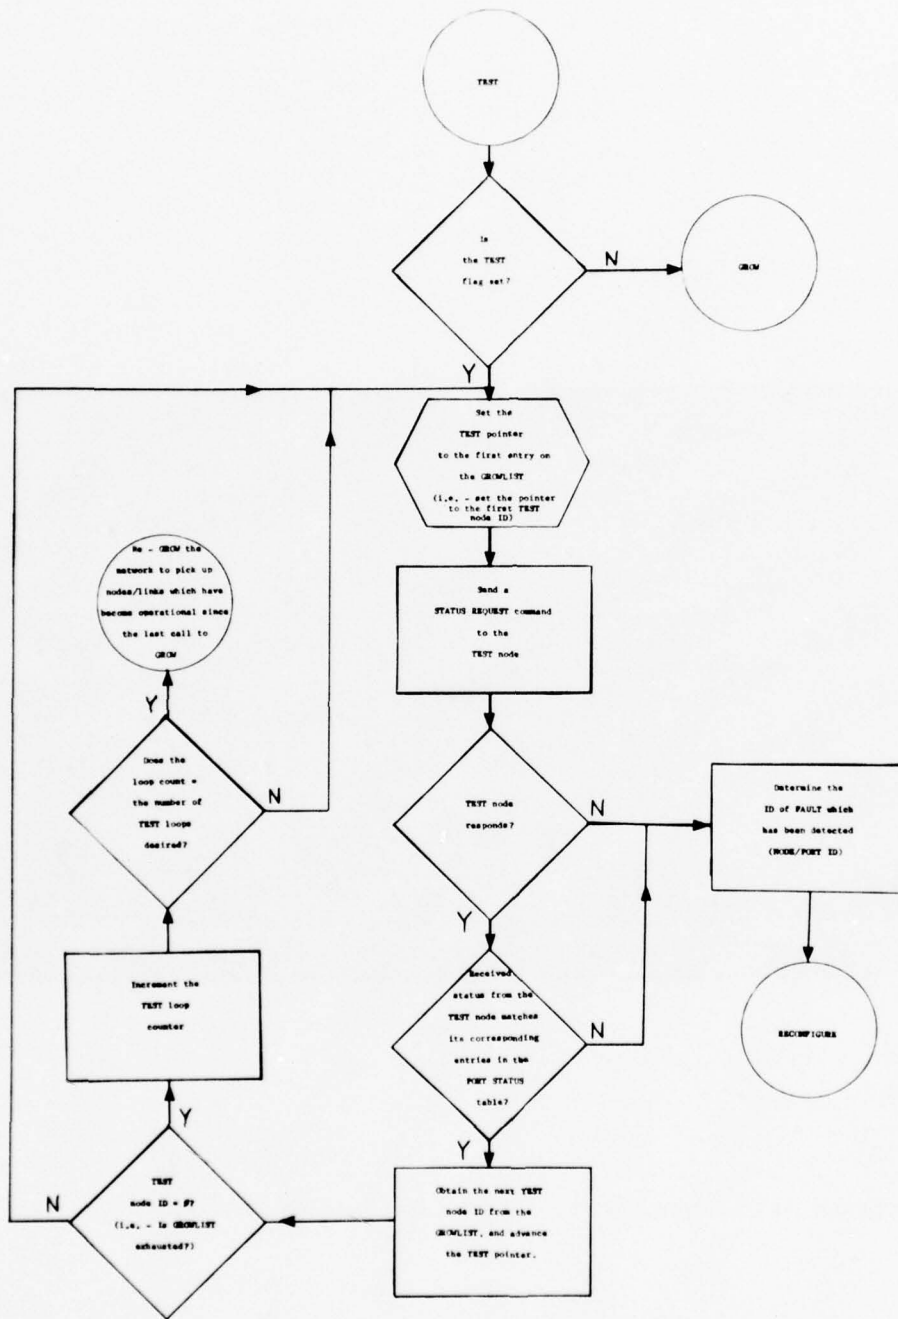 TEST
Is
the TEST
flag set?
N
GROW
Y
Set the
TEST pointer
to the first entry on
the GROWLIST
(i.e. - set the pointer
to the first TEST
node ID)
Send a
STATUS REQUEST command
to the
TEST node
Re - GROW the
network to pick up
nodes/links which have
become operational since
the last call to
GROW
Y
Does the
loop count =
the number of
TEST loops
desired?
N
TEST node
responds?
N
Y
Determine the
ID of FAULT which
has been detected
(NODE/PORT ID)
Increment the
TEST loop
counter
Received
status from the
TEST node matches
its corresponding
entries in the
PORT STATUS
table?
N
Y
RECONFIGURE
Y
TEST
node ID = Ø?
(i.e. - Is GROWLIST
exhausted?)
N
Obtain the next TEST
node ID from the
GROWLIST, and advance
the TEST pointer.